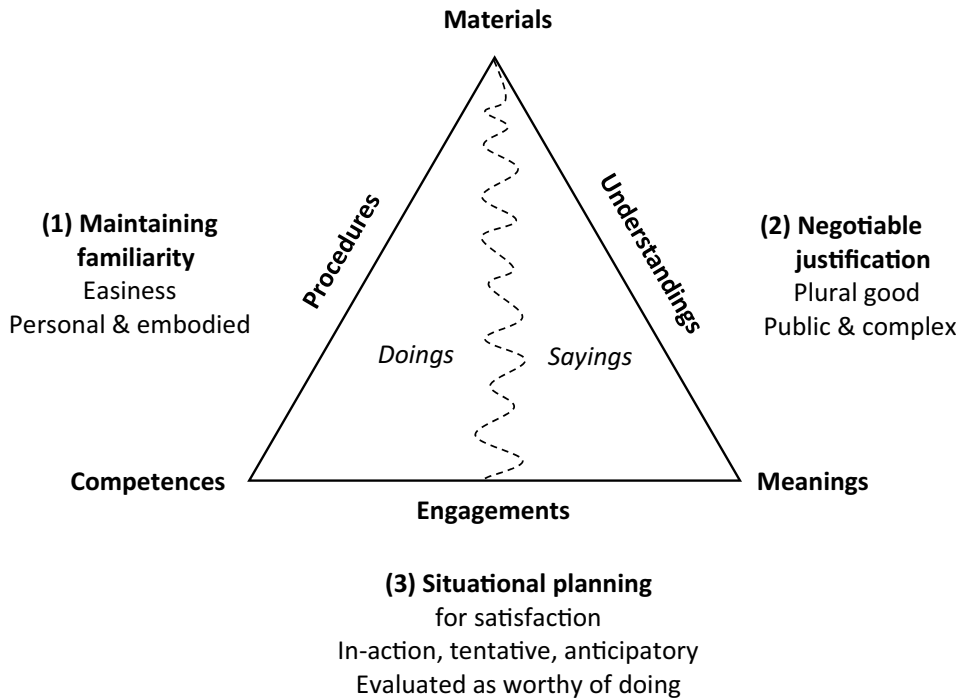 Materials
Procedures
Understandings
(1) Maintaining
familiarity
Easiness
Personal & embodied
(2) Negotiable
justification
Plural good
Public & complex
Doings
Sayings
Competences
Meanings
Engagements
(3) Situational planning
for satisfaction
In-action, tentative, anticipatory
Evaluated as worthy of doing